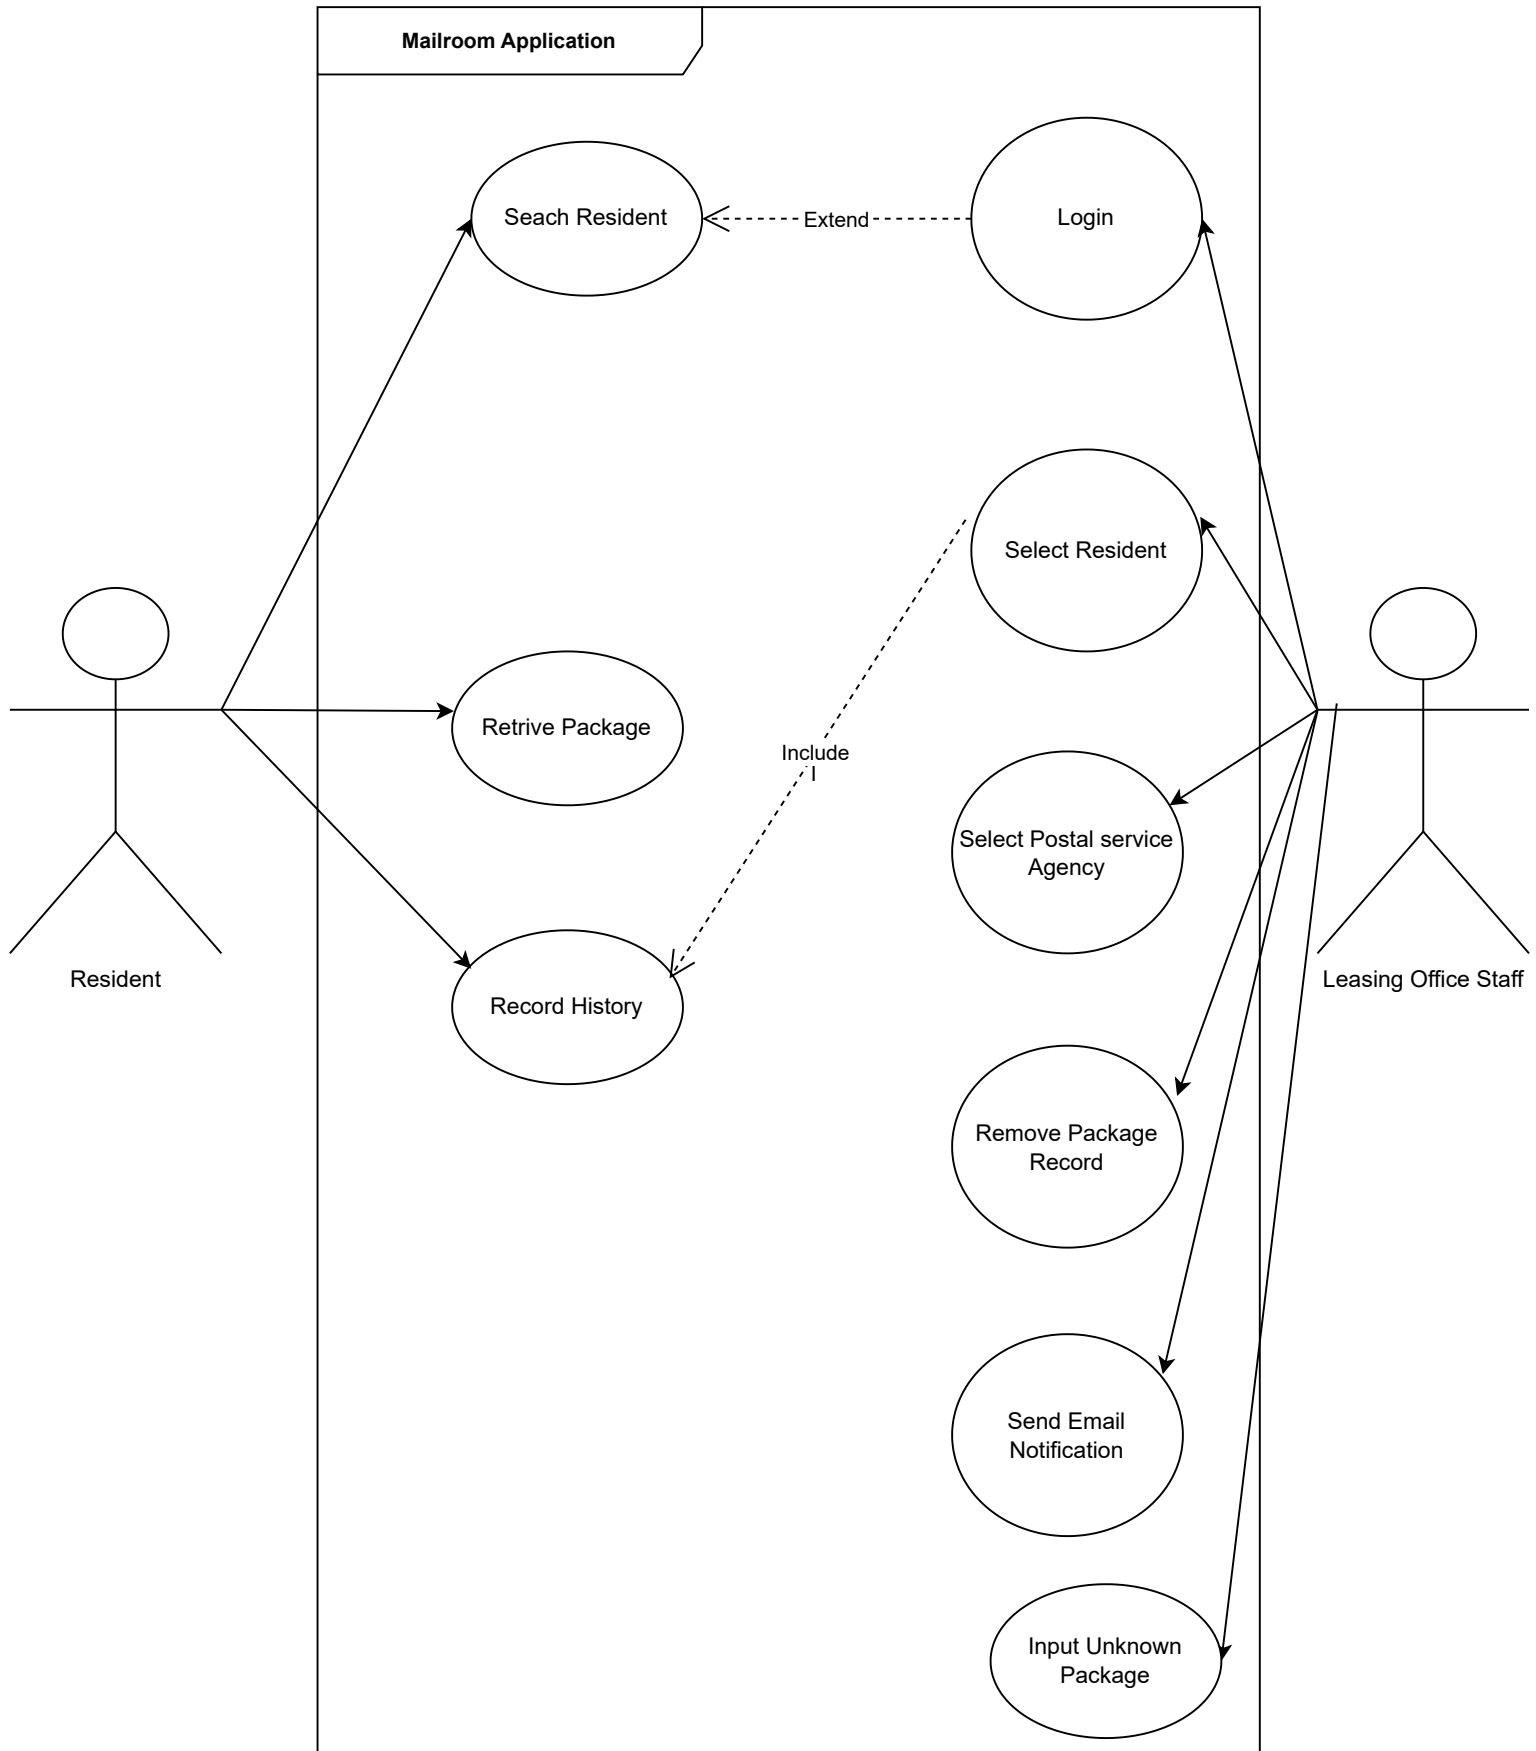 Mailroom Application
Seach Resident
Extend
Login
Select Resident
Retrive Package
Include
Select Postal service
Agency
Resident
Record History
Leasing Office Staff
Remove Package
Record
Send Email
Notification
Input Unknown
Package